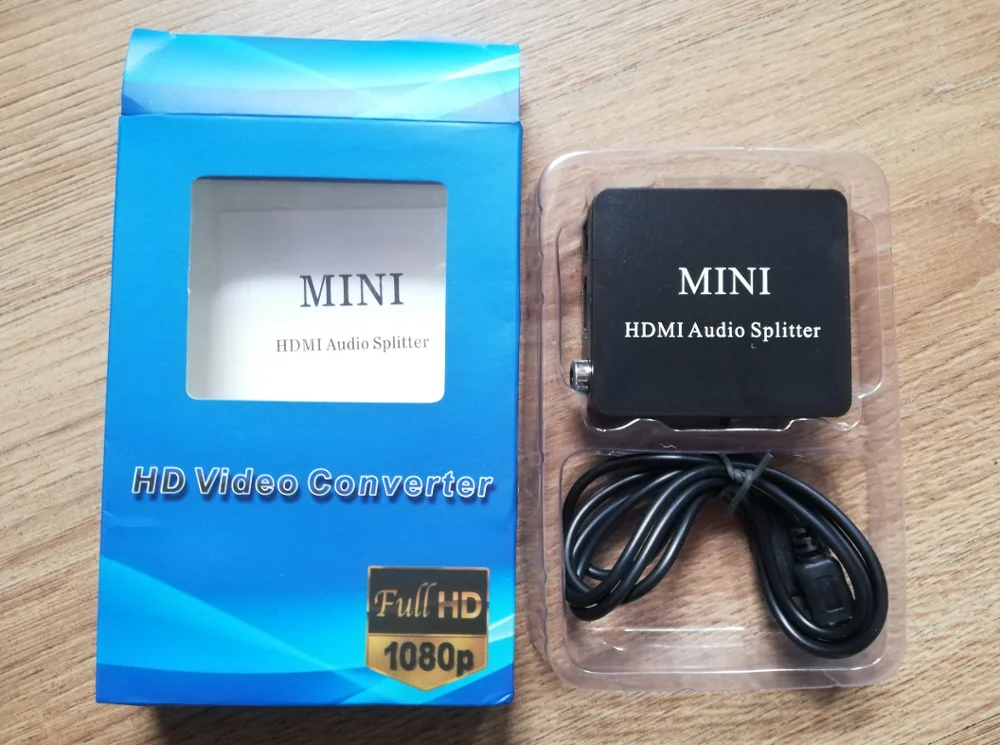 MINI
HDMI Audio Splitter
HD Video Converter
Full HD
1080p
MINI
HDMI Audio Splitter